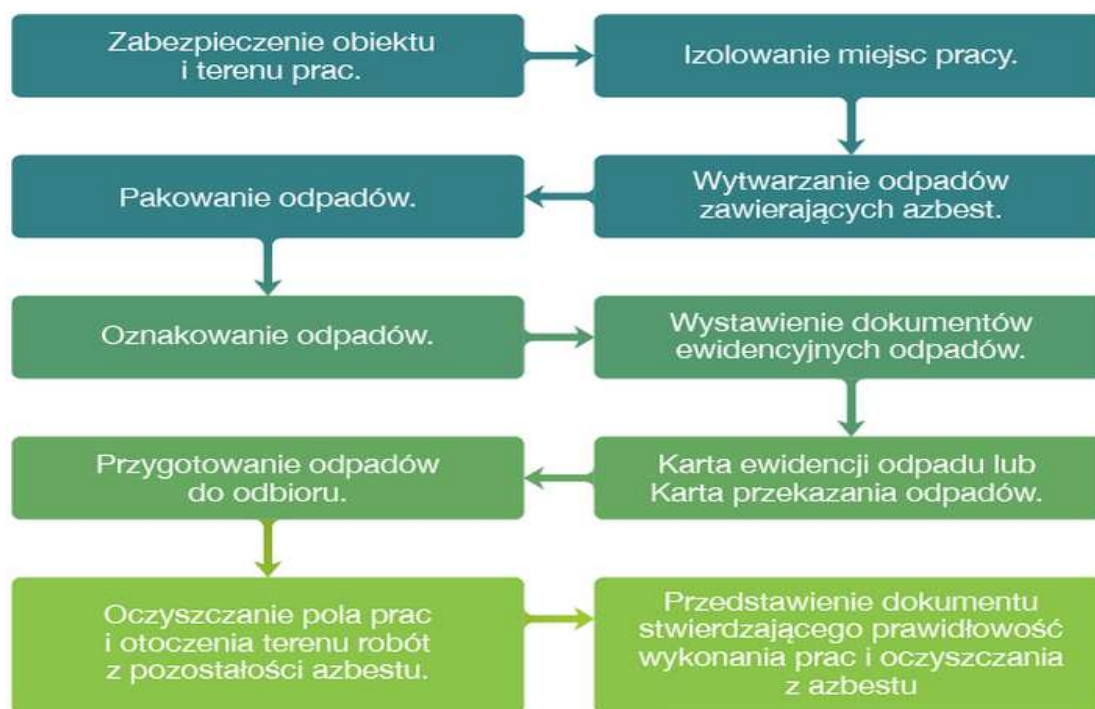 Zabezpieczenie obiektu
i terenu prac.
Izolowanie miejsc pracy.
Wytwarzanie odpadów
zawierających azbest.
Pakowanie odpadów.
Oznakowanie odpadów.
Wystawienie dokumentów
ewidencyjnych odpadów.
Karta ewidencji odpadu lub
Karta przekazania odpadów.
Przygotowanie odpadów
do odbioru.
Oczyszczanie pola prac
i otoczenia terenu robót
z pozostałości azbestu.
Przedstawienie dokumentu
stwierdzającego prawidłowość
wykonania prac i oczyszczania
z azbestu